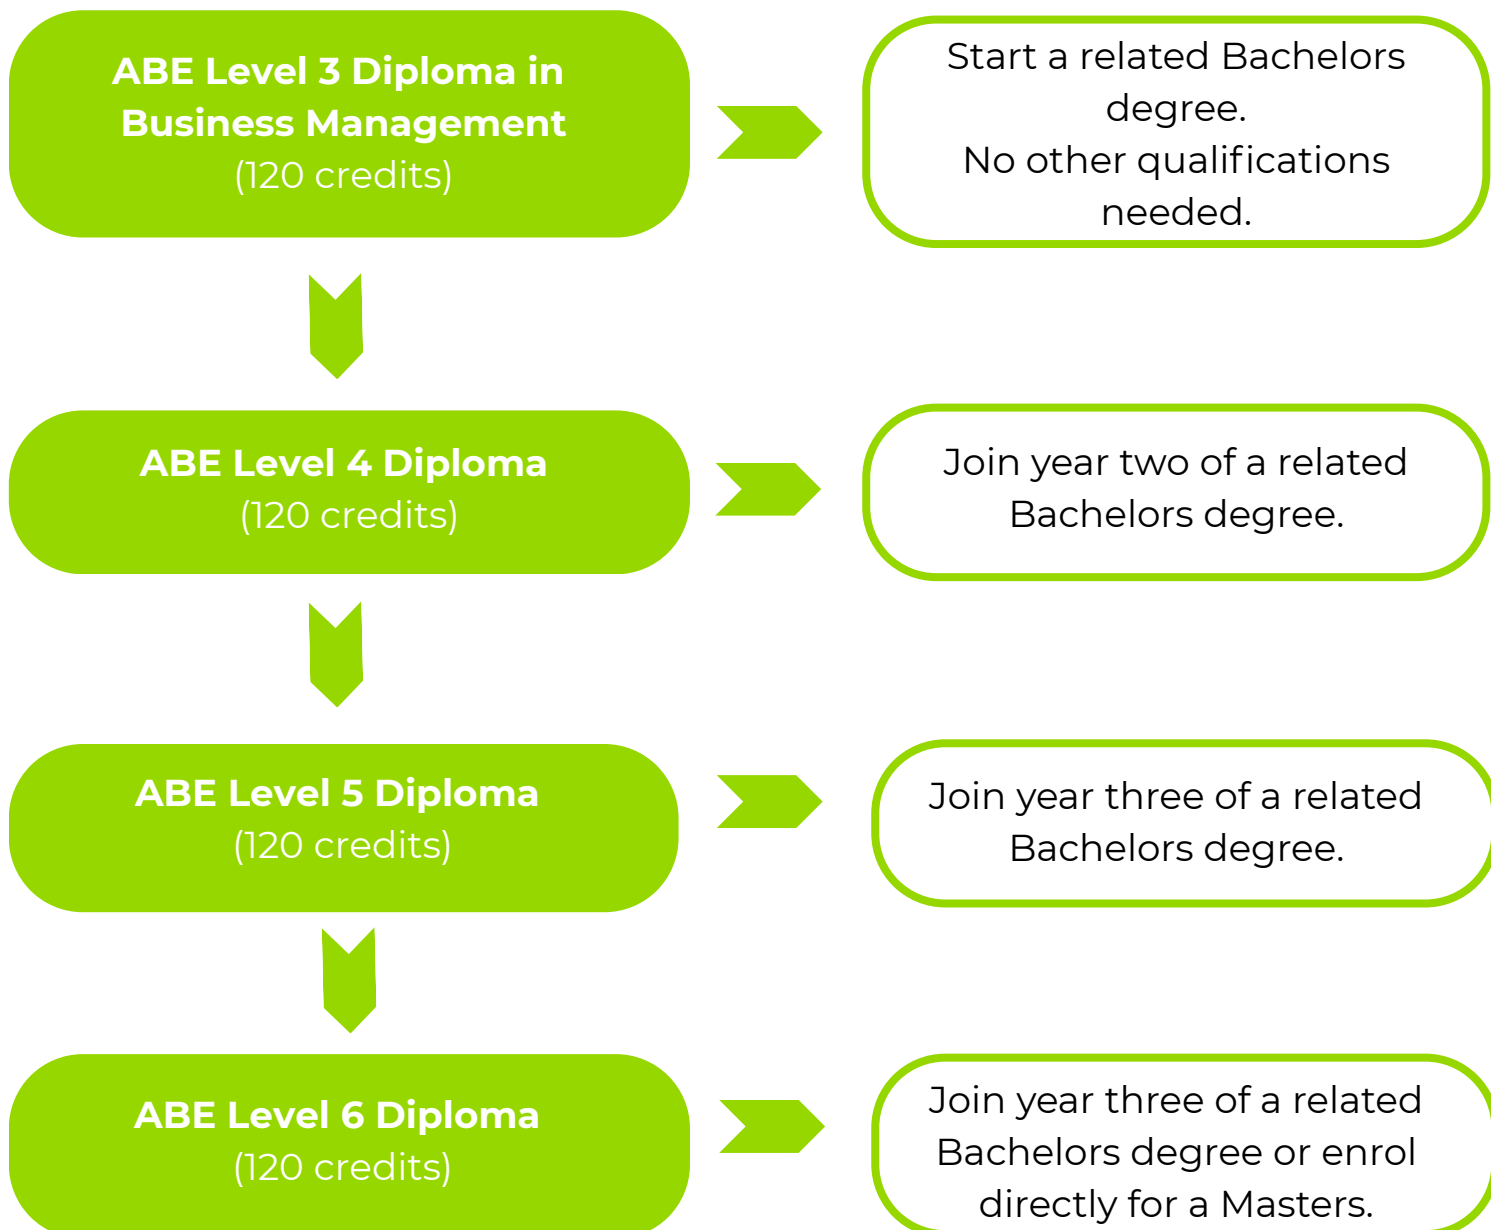 ABE Level 3 Diploma in
Business Management
(120 credits)
Start a related Bachelors
degree.
No other qualifications
needed.
ABE Level 4 Diploma
(120 credits)
Join year two of a related
Bachelors degree.
ABE Level 5 Diploma
(120 credits)
Join year three of a related
Bachelors degree.
ABE Level 6 Diploma
(120 credits)
Join year three of a related
Bachelors degree or enrol
directly for a Masters.